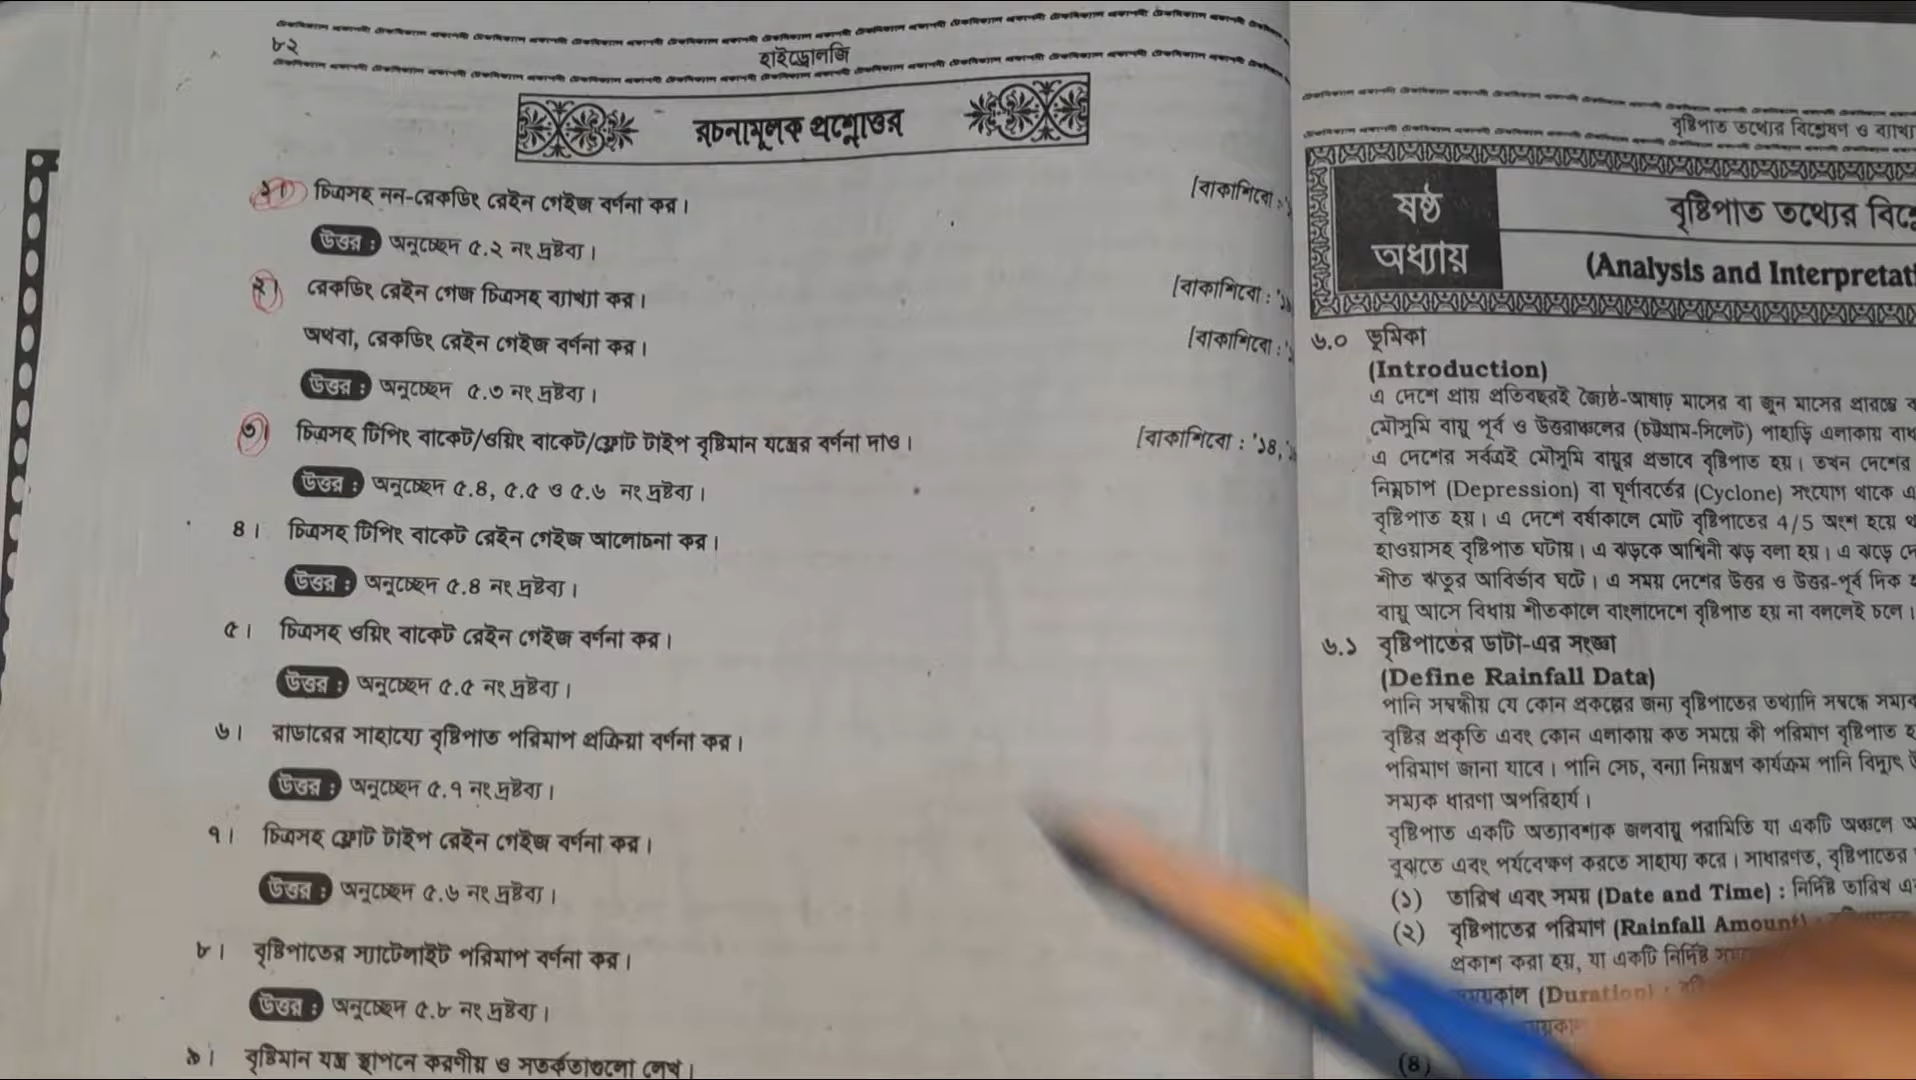 ৮২
হাইড্রোলজি
রচনামূলক প্রশ্নোত্তর
১। চিত্রসহ নন-রেকর্ডিং রেইন গেইজ বর্ণনা কর।
[বাকাশিবো :
উত্তর : অনুচ্ছেদ ৫.২ নং দ্রষ্টব্য।
২। রেকর্ডিং রেইন গেজ চিত্রসহ ব্যাখ্যা কর।
[বাকাশিবো :
অথবা, রেকর্ডিং রেইন গেইজ বর্ণনা কর।
[বাকাশিবো :
উত্তর : অনুচ্ছেদ ৫.৩ নং দ্রষ্টব্য।
৩। চিত্রসহ টিপিং বাকেট/ওয়িং বাকেট/ফ্লোট টাইপ বৃষ্টিমান যন্ত্রের বর্ণনা দাও।
[বাকাশিবো : '১৪,
উত্তর : অনুচ্ছেদ ৫.৪, ৫.৫ ও ৫.৬ নং দ্রষ্টব্য।
৪। চিত্রসহ টিপিং বাকেট রেইন গেইজ আলোচনা কর।
উত্তর : অনুচ্ছেদ ৫.৪ নং দ্রষ্টব্য।
৫। চিত্রসহ ওয়িং বাকেট রেইন গেইজ বর্ণনা কর।
উত্তর : অনুচ্ছেদ ৫.৫ নং দ্রষ্টব্য।
৬। রাডারের সাহায্যে বৃষ্টিপাত পরিমাপ প্রক্রিয়া বর্ণনা কর।
উত্তর : অনুচ্ছেদ ৫.৭ নং দ্রষ্টব্য।
৭। চিত্রসহ ফ্লোট টাইপ রেইন গেইজ বর্ণনা কর।
উত্তর : অনুচ্ছেদ ৫.৬ নং দ্রষ্টব্য।
৮। বৃষ্টিপাতের স্যাটেলাইট পরিমাপ বর্ণনা কর।
উত্তর : অনুচ্ছেদ ৫.৮ নং দ্রষ্টব্য।
৯। বৃষ্টিমান যন্ত্র স্থাপনে করণীয় ও সতর্কতাগুলো লেখ।
বৃষ্টিপাত তথ্যের বিশ্লেষণ ও ব্যাখ্যা
ষষ্ঠ
অধ্যায়
বৃষ্টিপাত তথ্যের
(Analysis and
৬.০ ভূমিকা
(Introduction)
এ দেশে প্রায় প্রতিবছরই জ্যৈষ্ঠ-আষাঢ় মাসের বা জুন মাসের প্রারম্ভে
মৌসুমি বায়ু পূর্ব ও উত্তরাঞ্চলের (চট্টগ্রাম-সিলেট) পাহাড়ি এলাকায়
এ দেশের সর্বত্রই মৌসুমি বায়ুর প্রভাবে বৃষ্টিপাত হয়। তখন দেশের
নিম্নচাপ (Depression) বা ঘূর্ণাবর্তের (Cyclone) সংযোগ থাকে
বৃষ্টিপাত হয়। এ দেশে বর্ষাকালে মোট বৃষ্টিপাতের 4/5 অংশ হয়ে
হাওয়াসহ বৃষ্টিপাত ঘটায়। এ ঝড়কে আশ্বিনী ঝড় বলা হয়। এ ঝড়ে
শীত ঋতুর আবির্ভাব ঘটে। এ সময় দেশের উত্তর ও উত্তর-পূর্ব দিক
বায়ু আসে বিধায় শীতকালে বাংলাদেশে বৃষ্টিপাত হয় না বললেই চলে।
৬.১ বৃষ্টিপাতের ডাটা-এর সংজ্ঞা
(Define Rainfall Data)
পানি সম্বন্ধীয় যে কোন প্রকল্পের জন্য বৃষ্টিপাতের তথ্যাদি সম্বন্ধে
বৃষ্টির প্রকৃতি এবং কোন এলাকায় কত সময়ে কী পরিমাণ বৃষ্টিপাত
পরিমাণ জানা যাবে। পানি সেচ, বন্যা নিয়ন্ত্রণ কার্যক্রম পানি বিদ্যুৎ
সম্যক ধারণা অপরিহার্য।
বৃষ্টিপাত একটি অত্যাবশ্যক জলবায়ু পরামিতি যা একটি অঞ্চলে
বুঝতে এবং পর্যবেক্ষণ করতে সাহায্য করে। সাধারণত, বৃষ্টিপাতের
(১) তারিখ এবং সময় (Date and Time) : নির্দিষ্ট তারিখ
(২) বৃষ্টিপাতের পরিমাণ (Rainfall Amount)
প্রকাশ করা হয়, যা একটি নির্দিষ্ট
(Duration) :
(8)